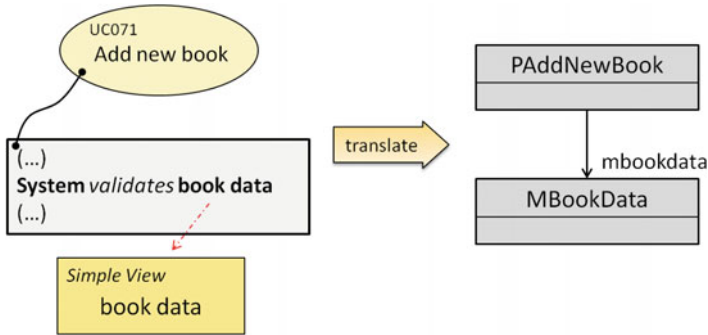 UC071
Add new book
(...)
System validates book data
(...)
Simple View
book data
translate
PAddNewBook
mbookdata
MBookData